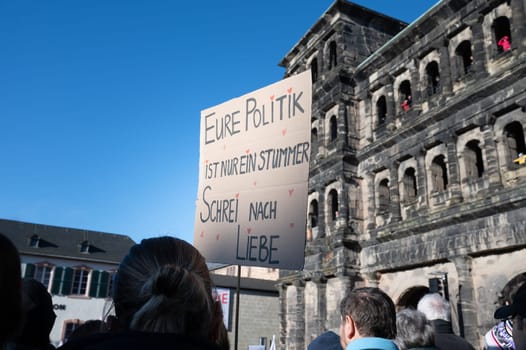 EURE POLITIK
IST NUR EIN STUMMER
SCHREI NACH
LIEBE